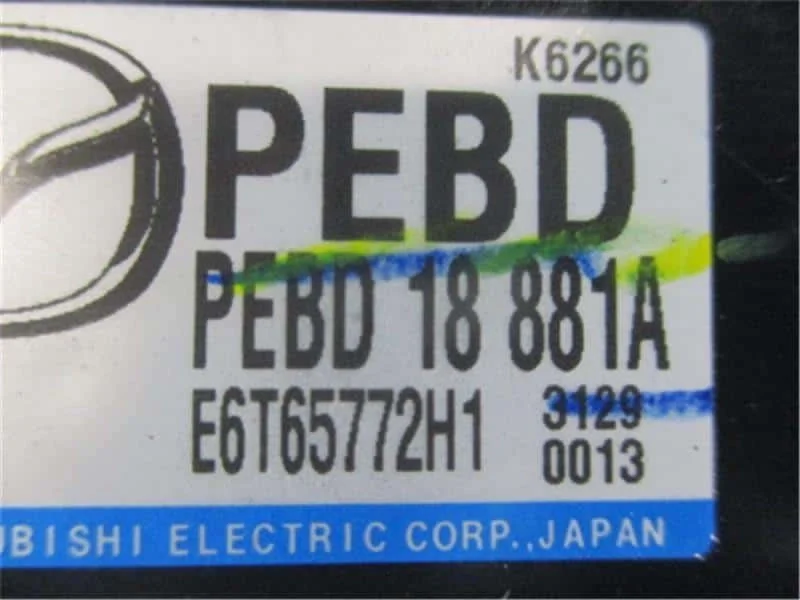 K6266
PEBD
PEBD 18 881A
E6T65772H1
3129
0013
UBISHI ELECTRIC CORP.,JAPAN